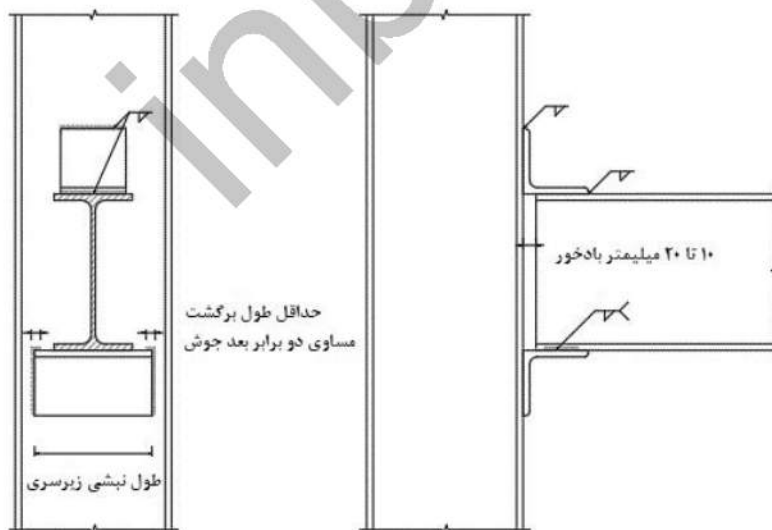 ۱۰ تا ۲۰ میلیمتر بادخور
حداقل طول برگشت
مساوی دو برابر بعد جوش
طول نبشی زیرسری